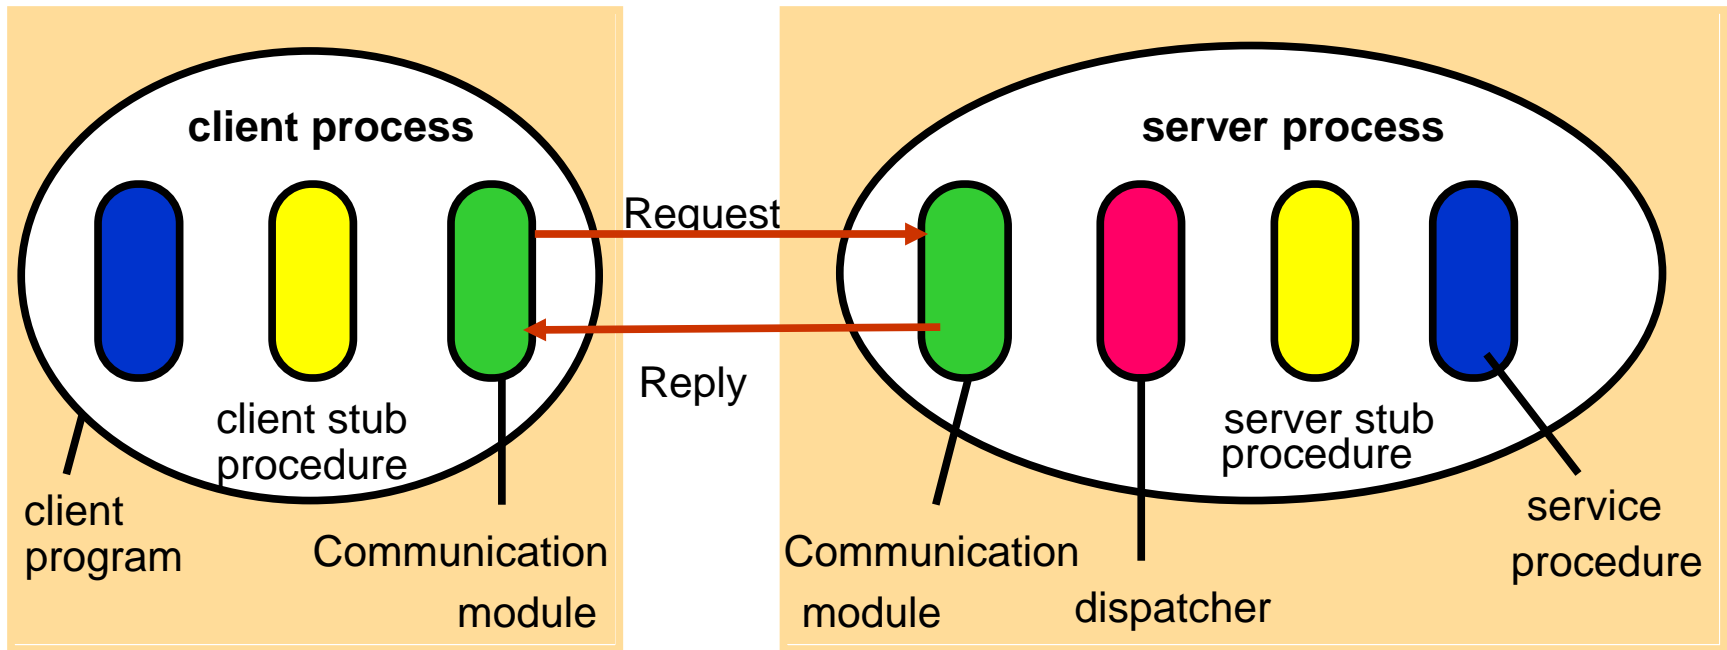 client process
server process
Request
Reply
client stub
procedure
server stub
procedure
client
program
Communication
module
Communication
module
dispatcher
service
procedure